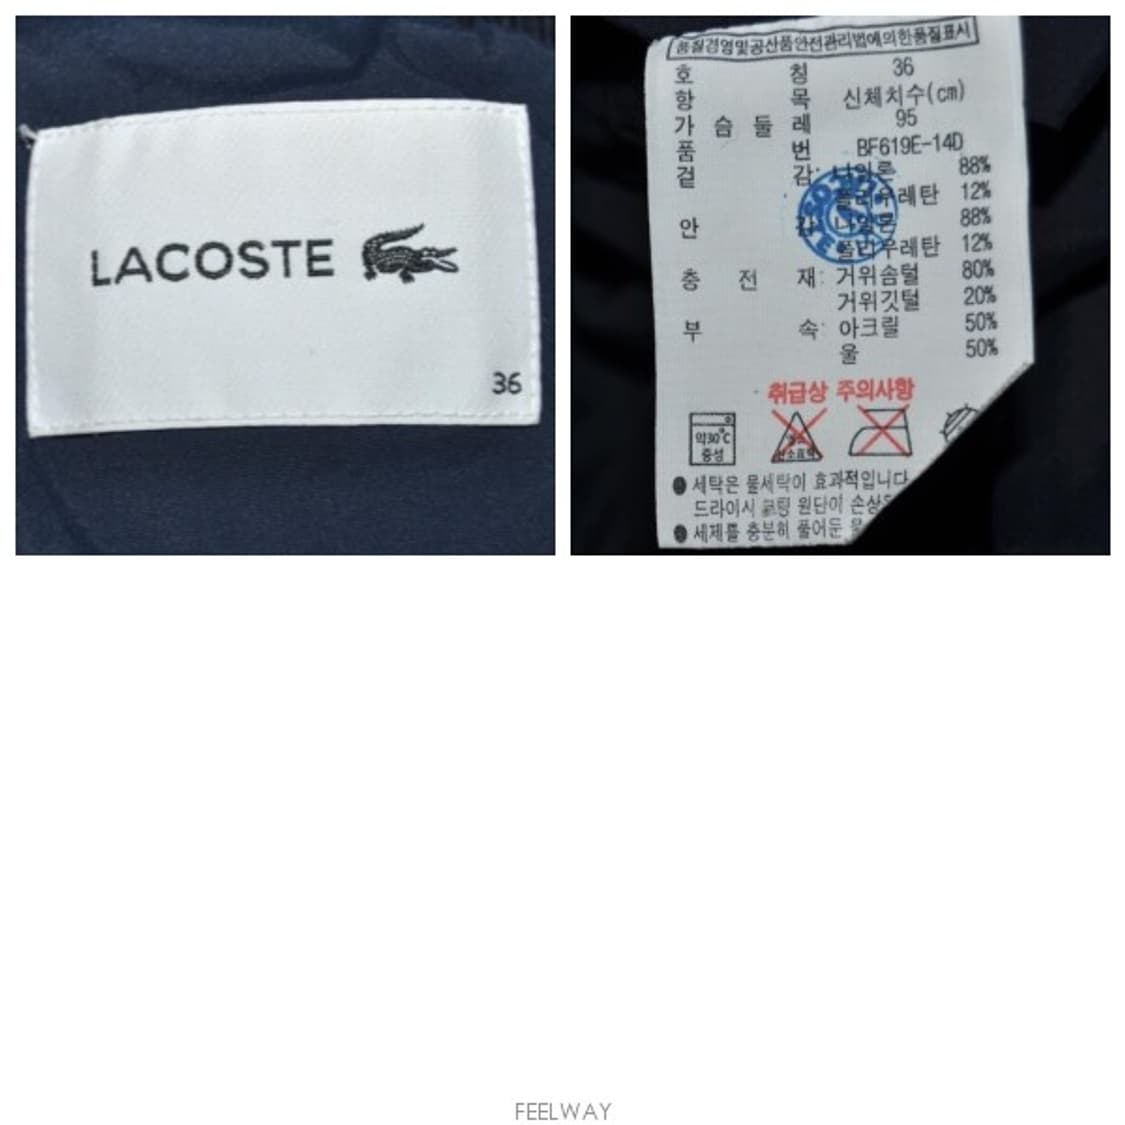 LACOSTE
36
품질경영및공산품안전관리법에의한품질표시
호 칭 36
항 목 신체치수(cm)
가 슴 둘 레 95
품 번 BF619E-14D
겉 감: 나일론 88%
폴리우레탄 12%
안 감: 나일론 88%
폴리우레탄 12%
충 전 재: 거위솜털 80%
거위깃털 20%
부 속: 아크릴 50%
울 50%
취급상 주의사항
약30℃
중성
● 세탁은 물세탁이 효과적입니다
드라이시 코팅 원단이 손상
● 세제를 충분히 풀어둔
FEELWAY